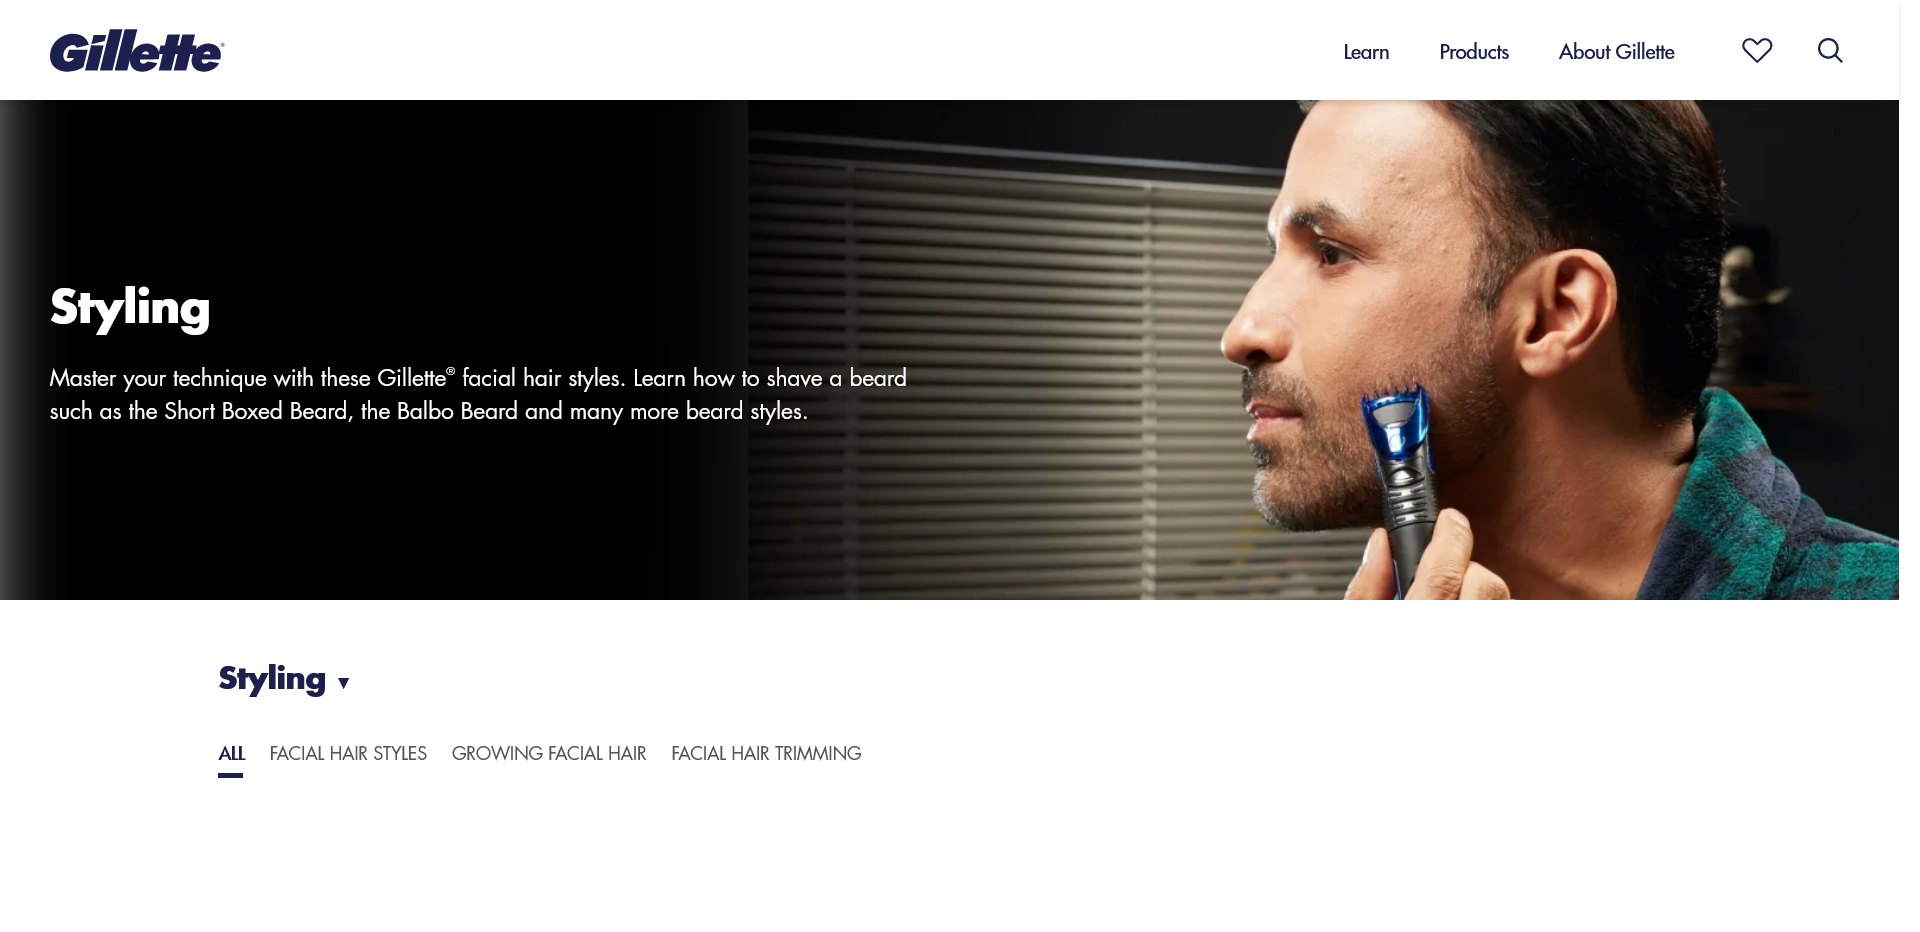 Gillette®
Learn
Products
About Gillette
Styling
Master your technique with these Gillette® facial hair styles. Learn how to shave a beard
such as the Short Boxed Beard, the Balbo Beard and many more beard styles.
Styling ▼
ALL
FACIAL HAIR STYLES
GROWING FACIAL HAIR
FACIAL HAIR TRIMMING